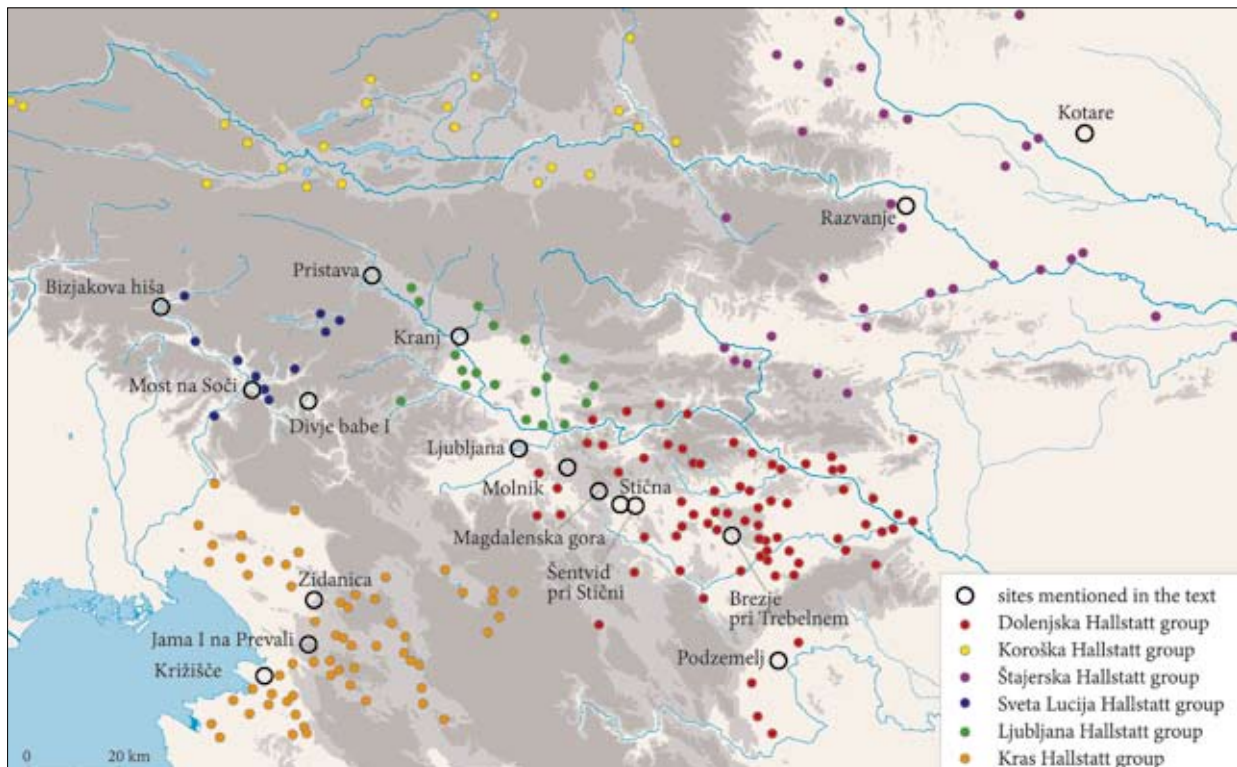 Kotare
Razvanje
Pristava
Bizjakova hiša
Kranj
Most na Soči
Divje babe I
Ljubljana
Molnik
Stična
Magdalenska gora
Šentvid
pri Stični
Brezje
pri Trebelnem
Zidanica
Jama I na Prevali
Križišče
Podzemelj
0 20 km
sites mentioned in the text
Dolenjska Hallstatt group
Koroška Hallstatt group
Štajerska Hallstatt group
Sveta Lucija Hallstatt group
Ljubljana Hallstatt group
Kras Hallstatt group